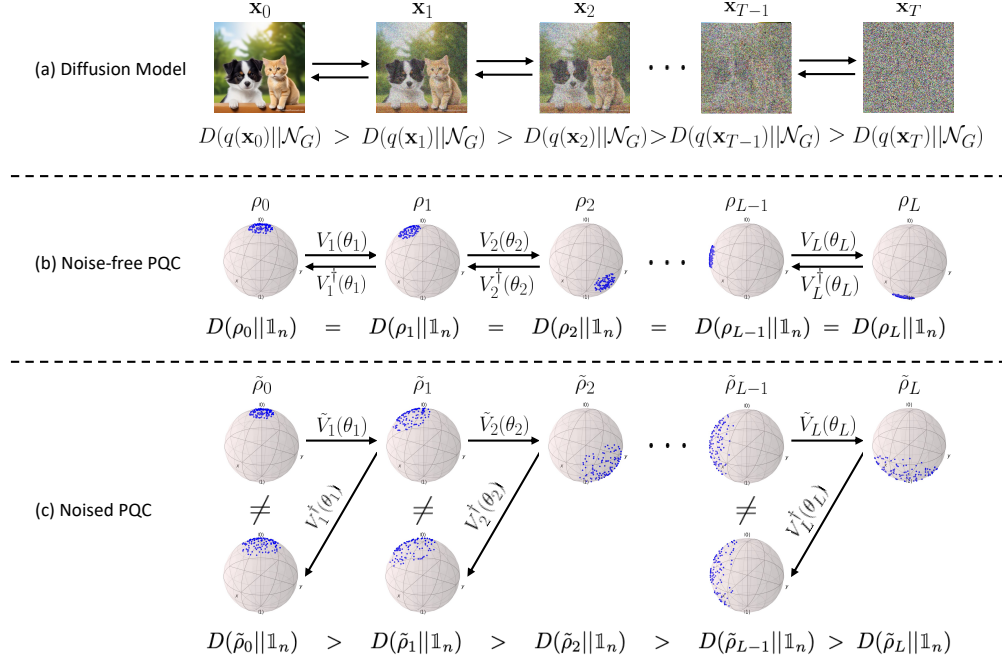 x_0 x_1 x_2 x_{T−1} x_T
(a) Diffusion Model
· · ·
D(q(x_0)||N_G) > D(q(x_1)||N_G) > D(q(x_2)||N_G) > D(q(x_{T−1})||N_G) > D(q(x_T)||N_G)
ρ_0 ρ_1 ρ_2 ρ_{L−1} ρ_L
V_1(θ_1) V_2(θ_2) V_L(θ_L)
(b) Noise-free PQC
· · ·
V_1^†(θ_1) V_2^†(θ_2) V_L^†(θ_L)
D(ρ_0||𝟙_n) = D(ρ_1||𝟙_n) = D(ρ_2||𝟙_n) = D(ρ_{L−1}||𝟙_n) = D(ρ_L||𝟙_n)
ρ̃_0 ρ̃_1 ρ̃_2 ρ̃_{L−1} ρ̃_L
Ṽ_1(θ_1) Ṽ_2(θ_2) · · · Ṽ_L(θ_L)
(c) Noised PQC
≠ ≠ ≠
V_1^†(θ_1) V_2^†(θ_2) V_L^†(θ_L)
D(ρ̃_0||𝟙_n) > D(ρ̃_1||𝟙_n) > D(ρ̃_2||𝟙_n) > D(ρ̃_{L−1}||𝟙_n) > D(ρ̃_L||𝟙_n)